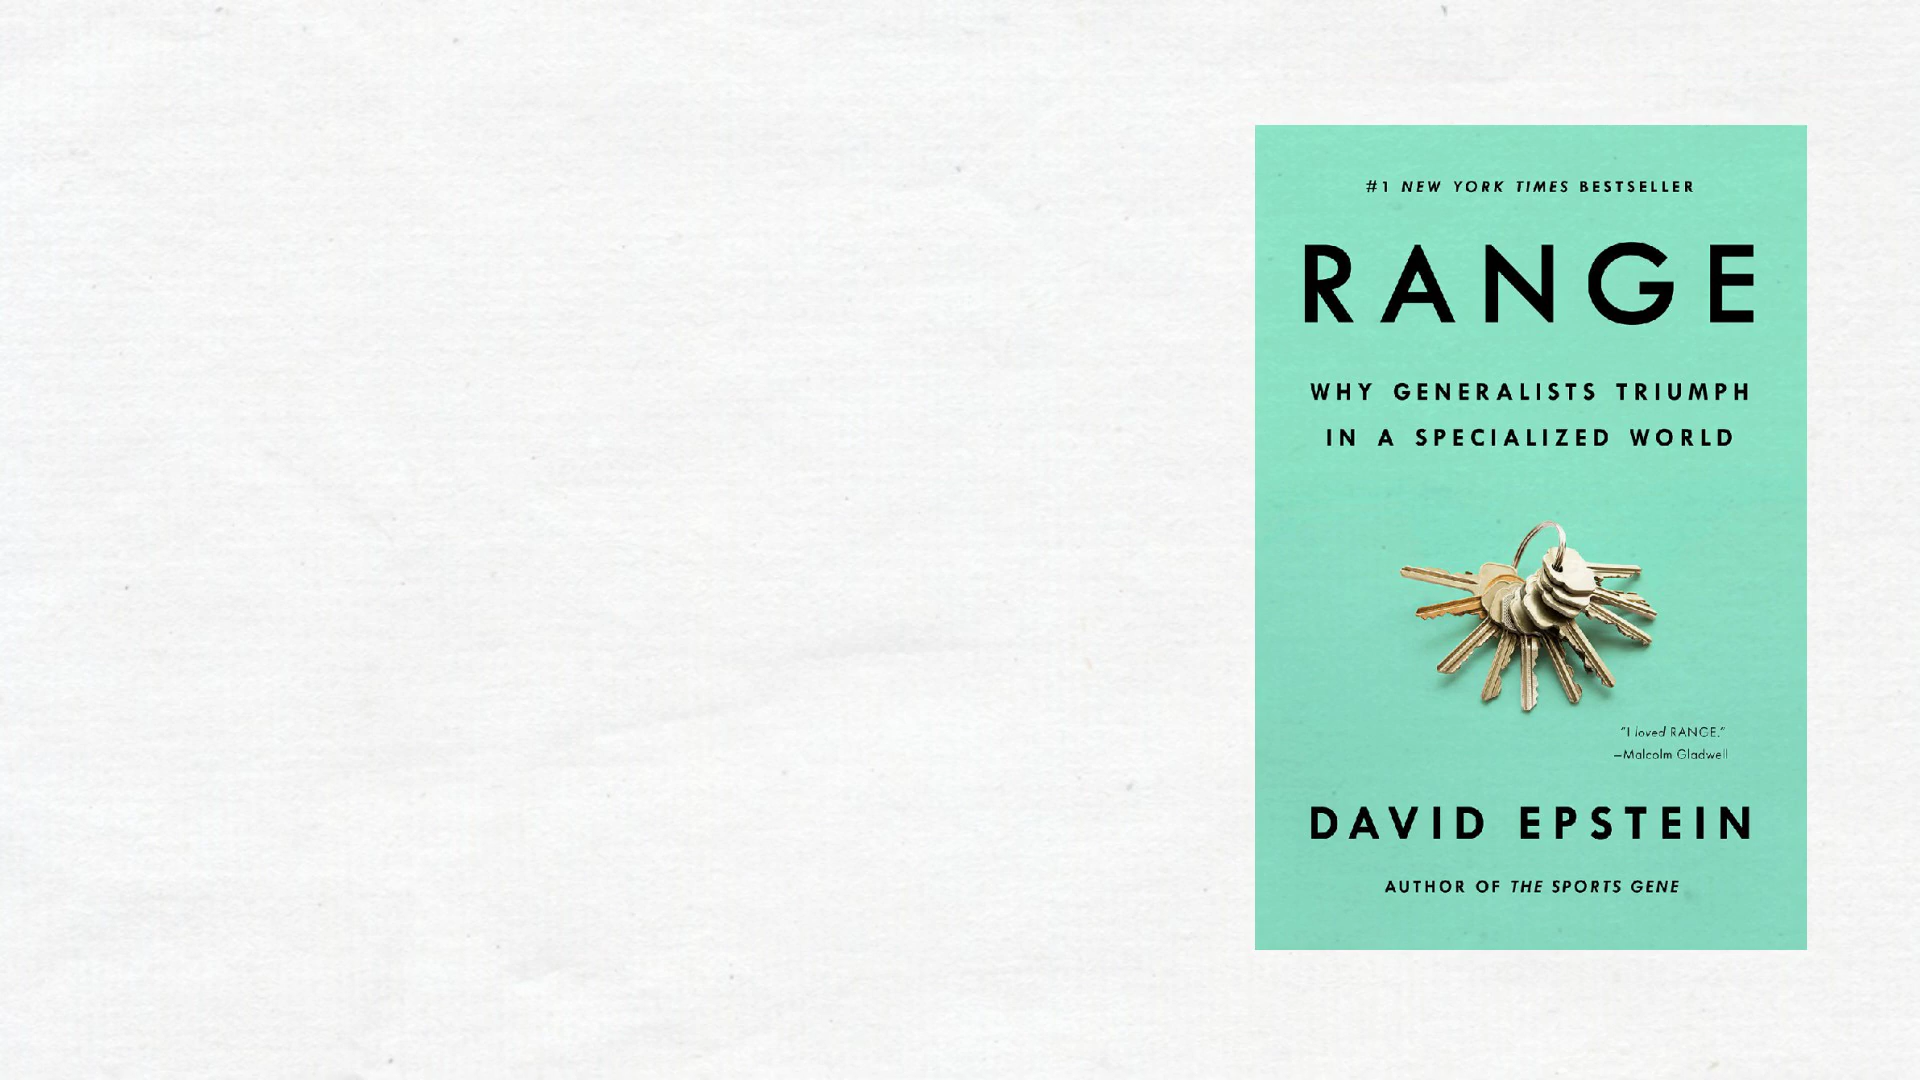 #1 NEW YORK TIMES BESTSELLER
RANGE
WHY GENERALISTS TRIUMPH
IN A SPECIALIZED WORLD
“I loved RANGE.”
—Malcolm Gladwell
DAVID EPSTEIN
AUTHOR OF THE SPORTS GENE